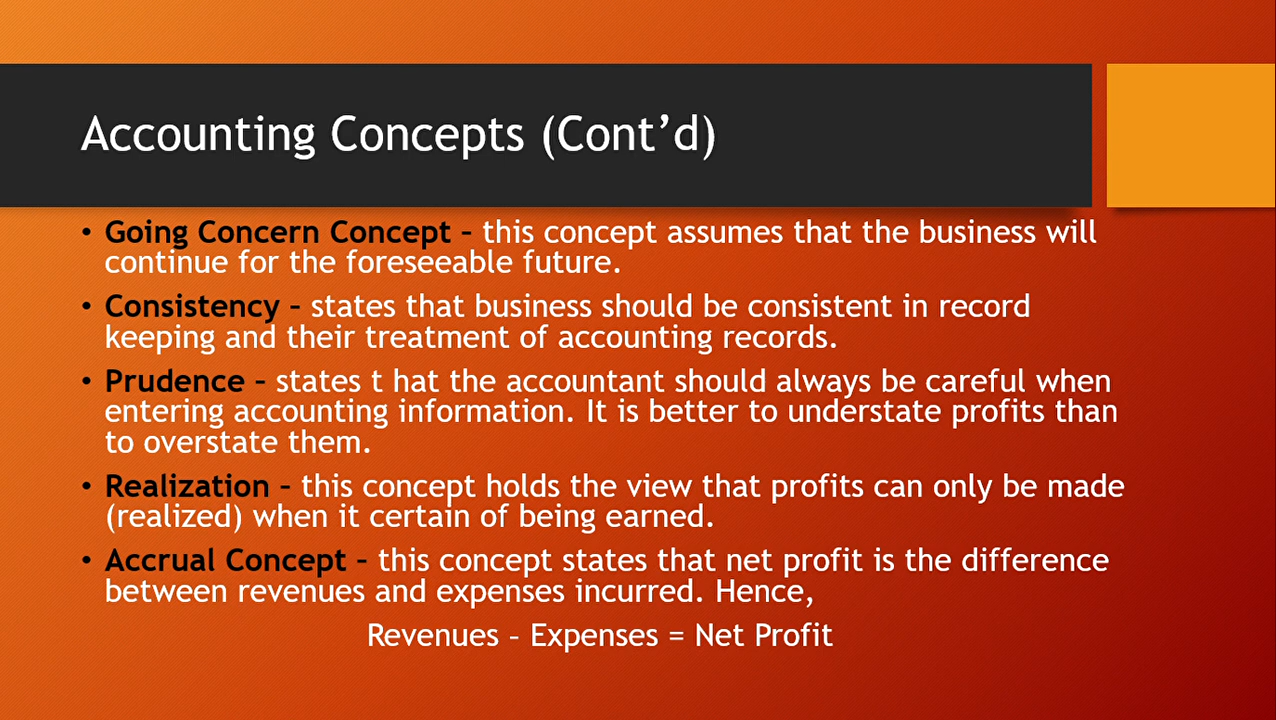 Accounting Concepts (Cont’d)
• Going Concern Concept – this concept assumes that the business will
continue for the foreseeable future.
• Consistency – states that business should be consistent in record
keeping and their treatment of accounting records.
• Prudence – states t hat the accountant should always be careful when
entering accounting information. It is better to understate profits than
to overstate them.
• Realization – this concept holds the view that profits can only be made
(realized) when it certain of being earned.
• Accrual Concept – this concept states that net profit is the difference
between revenues and expenses incurred. Hence,
Revenues – Expenses = Net Profit